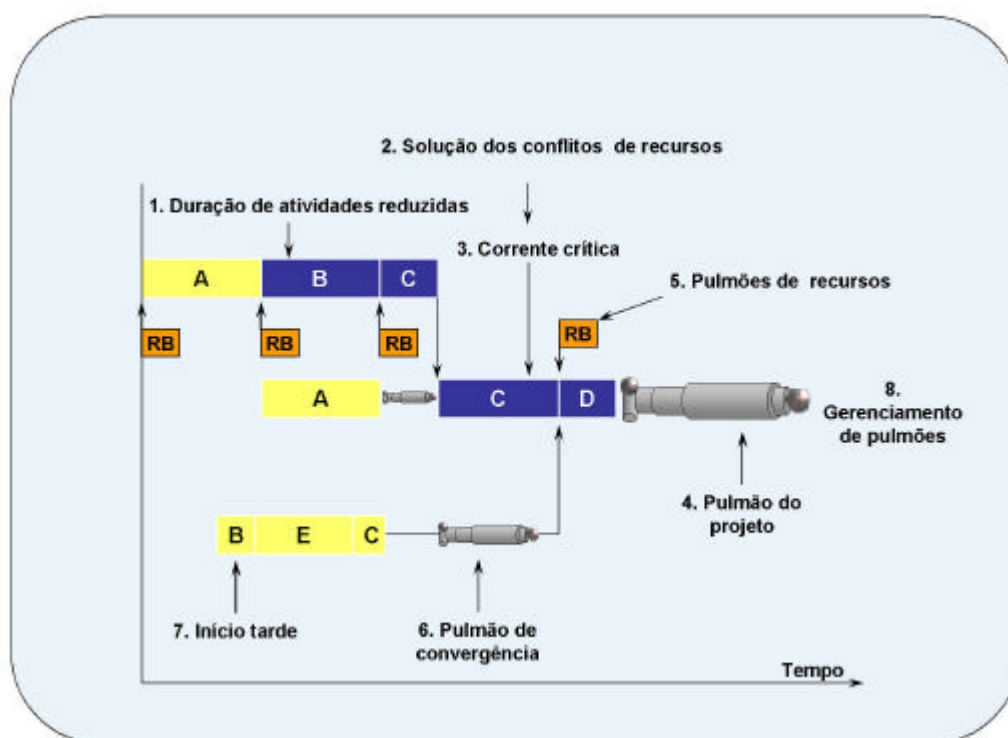 2. Solução dos conflitos de recursos
1. Duração de atividades reduzidas
3. Corrente crítica
A
B
C
5. Pulmões de recursos
RB
RB
RB
RB
A
C
D
8.
Gerenciamento
de pulmões
4. Pulmão do
projeto
B
E
C
7. Início tarde
6. Pulmão de
convergência
Tempo